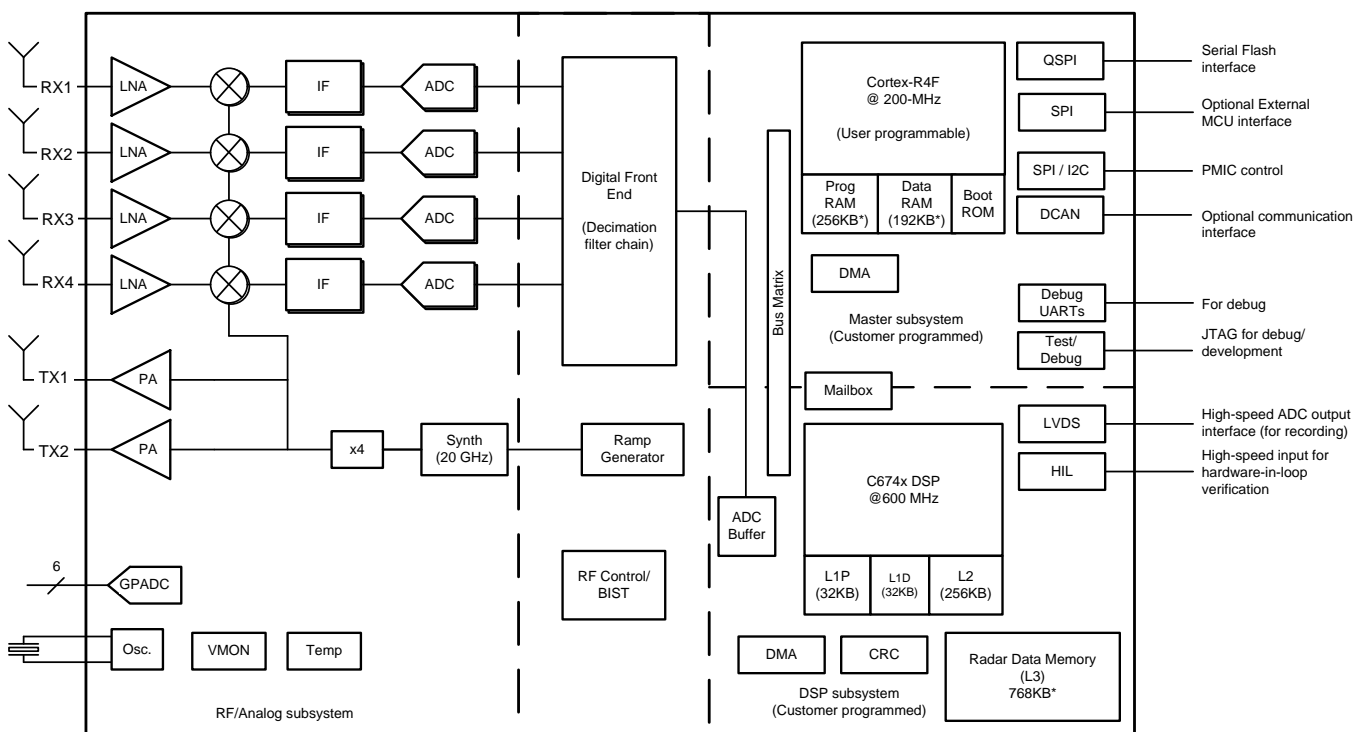 RX1
LNA
IF
ADC
RX2
LNA
IF
ADC
RX3
LNA
IF
ADC
RX4
LNA
IF
ADC
TX1
PA
TX2
PA
x4
Synth
(20 GHz)
Ramp
Generator
Digital Front
End
(Decimation
filter chain)
RF Control/
BIST
6
GPADC
Osc.
VMON
Temp
RF/Analog subsystem
Cortex-R4F
@ 200-MHz
(User programmable)
Prog
RAM
(256KB*)
Data
RAM
(192KB*)
Boot
ROM
DMA
Bus Matrix
Master subsystem
(Customer programmed)
Mailbox
QSPI
Serial Flash
interface
SPI
Optional External
MCU interface
SPI / I2C
PMIC control
DCAN
Optional communication
interface
Debug
UARTs
For debug
Test/
Debug
JTAG for debug/
development
LVDS
High-speed ADC output
interface (for recording)
HIL
High-speed input for
hardware-in-loop
verification
ADC
Buffer
C674x DSP
@600 MHz
L1P
(32KB)
L1D
(32KB)
L2
(256KB)
DMA
CRC
Radar Data Memory
(L3)
768KB*
DSP subsystem
(Customer programmed)